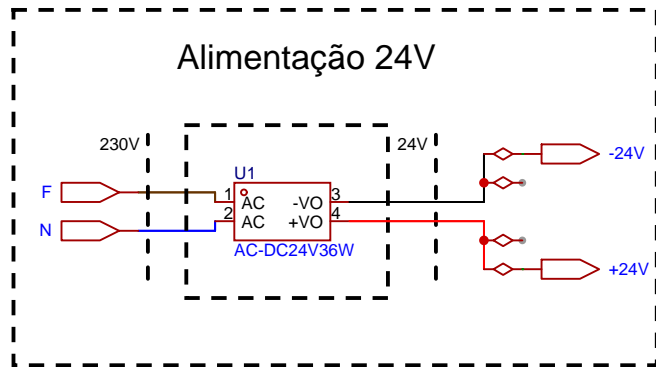 Alimentação 24V
230V
24V
U1
-24V
F
1
AC
-VO
3
2
AC
+VO
4
N
AC-DC24V36W
+24V